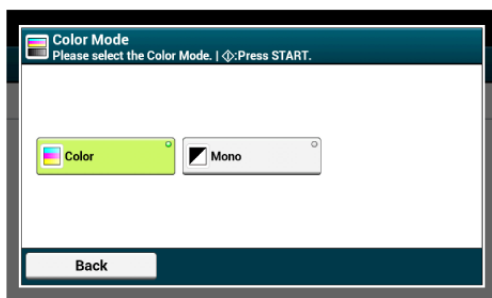 Color Mode
Please select the Color Mode. | :Press START.
Color
Mono
Back